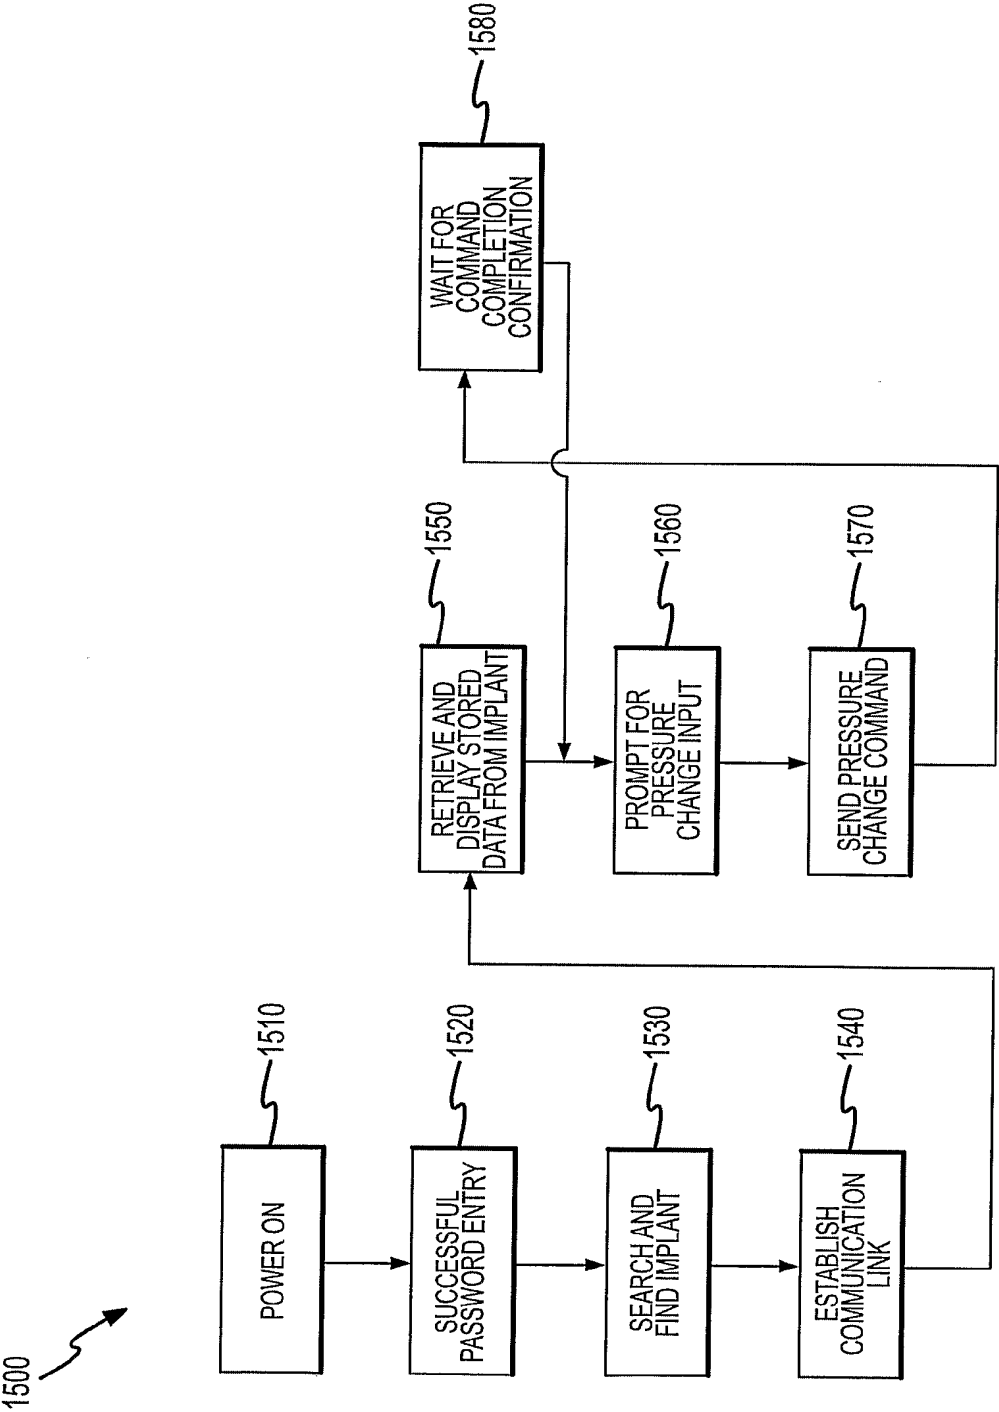 1500
POWER ON
1510
SUCCESSFUL
PASSWORD ENTRY
1520
SEARCH AND
FIND IMPLANT
1530
ESTABLISH
COMMUNICATION
LINK
1540
RETRIEVE AND
DISPLAY STORED
DATA FROM IMPLANT
1550
PROMPT FOR
PRESSURE
CHANGE INPUT
1560
SEND PRESSURE
CHANGE COMMAND
1570
WAIT FOR
COMMAND
COMPLETION
CONFIRMATION
1580